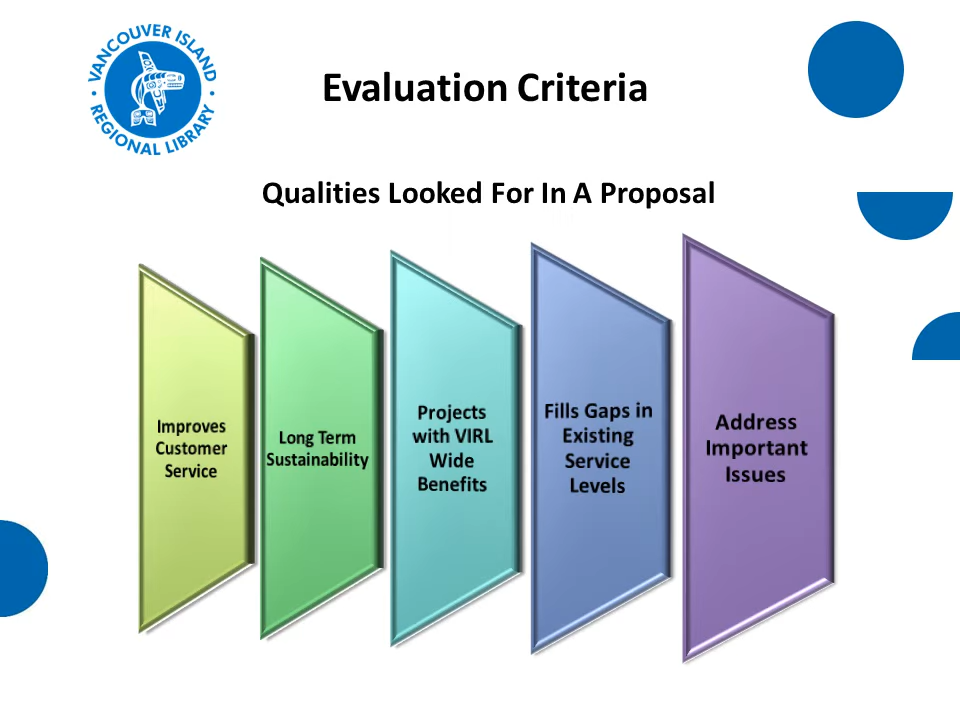 VANCOUVER ISLAND
REGIONAL LIBRARY
Evaluation Criteria
Qualities Looked For In A Proposal
Improves
Customer
Service
Long Term
Sustainability
Projects
with VIRL
Wide
Benefits
Fills Gaps in
Existing
Service
Levels
Address
Important
Issues